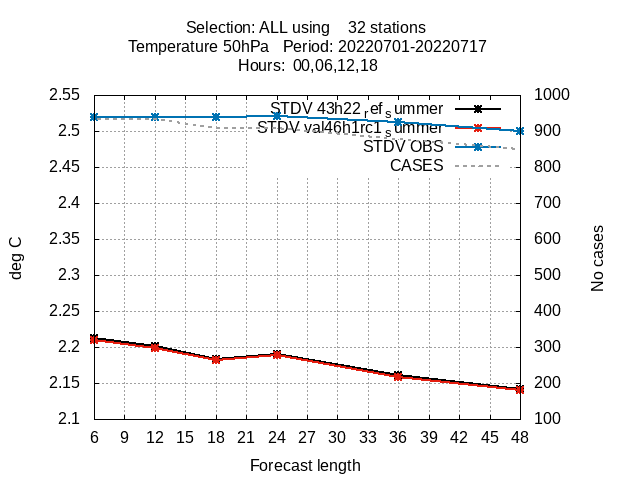 Selection: ALL using 32 stations
Temperature 50hPa Period: 20220701-20220717
Hours: 00,06,12,18
2.55
2.5
2.45
2.4
2.35
2.3
2.25
2.2
2.15
2.1
deg C
STDV 43h22_ref_summer
STDV val46h1rc1_summer
STDV OBS
CASES
1000
900
800
700
600
500
400
300
200
100
No cases
6 9 12 15 18 21 24 27 30 33 36 39 42 45 48
Forecast length